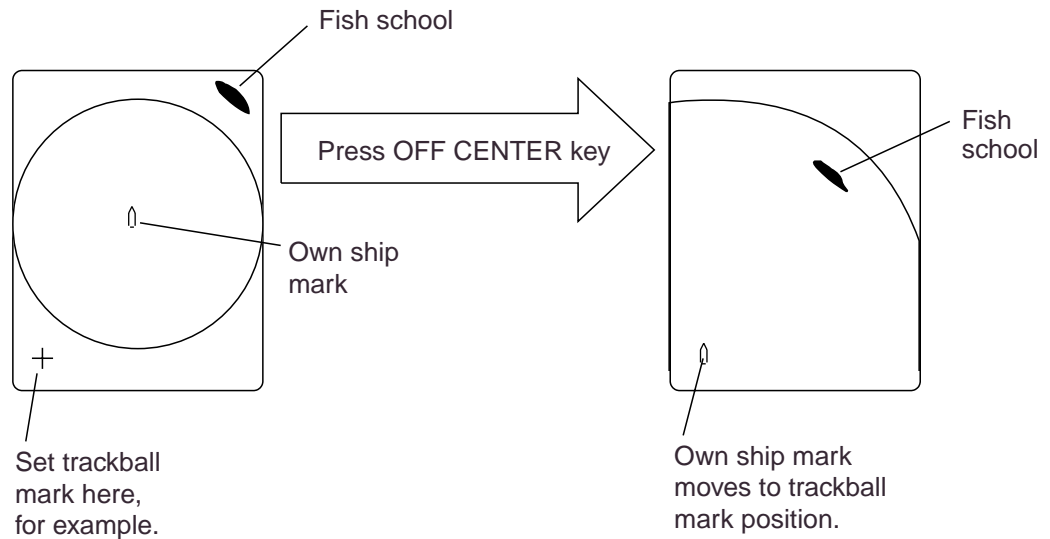 Fish school
Press OFF CENTER key
Fish
school
Own ship
mark
Set trackball
mark here,
for example.
Own ship mark
moves to trackball
mark position.